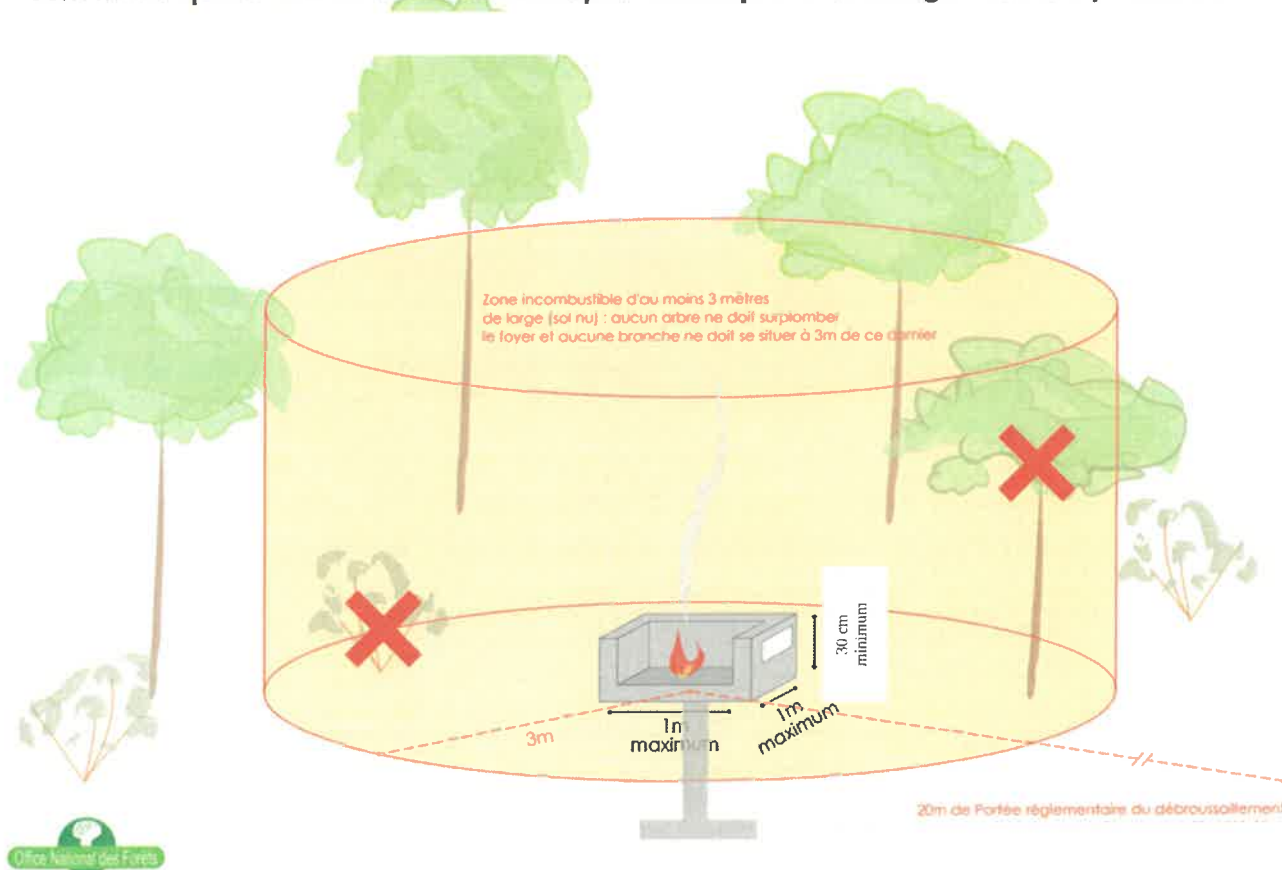 Zone incombustible d'au moins 3 mètres
de large (sol nu) : aucun arbre ne doit surplomber
le foyer et aucune branche ne doit se situer à 3m de ce dernier
30 cm
minimum
1m
maximum
1m
maximum
3m
20m de Portée réglementaire du débroussaillement
Office National des Forêts